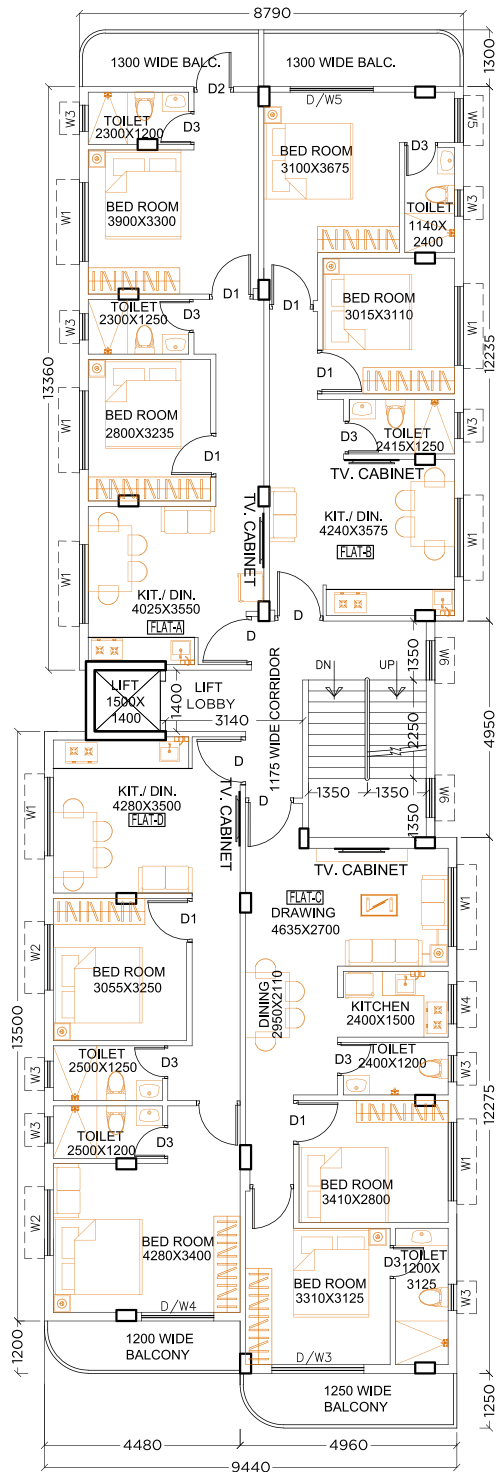 8790
1300 WIDE BALC.
1300 WIDE BALC.
1300
D2
D/W5
W3
TOILET
2300X1200
D3
W5
D3
BED ROOM
3100X3675
W1
BED ROOM
3900X3300
TOILET
1140X
2400
W3
D1
D1
W3
TOILET
2300X1250
D3
BED ROOM
3015X3110
W1
12235
13360
D1
W1
BED ROOM
2800X3235
D1
D3
TOILET
2415X1250
W3
TV. CABINET
TV. CABINET
KIT./ DIN.
4240X3575
FLAT-B
W1
W1
KIT./ DIN.
4025X3550
FLAT-A
D
D
LIFT
1500X
1400
1400
LIFT
LOBBY
3140
1175 WIDE CORRIDOR
DN
UP
1350
W6
4950
2250
1350
1350
1350
W6
D
D
W1
KIT./ DIN.
4280X3500
FLAT-D
TV. CABINET
TV. CABINET
FLAT-C
DRAWING
4635X2700
W1
D1
W2
BED ROOM
3055X3250
13500
DINING
2950X2110
KITCHEN
2400X1500
W4
W3
TOILET
2500X1250
D3
D3
TOILET
2400X1200
W3
12275
W3
TOILET
2500X1200
D3
D1
W1
BED ROOM
3410X2800
W2
BED ROOM
4280X3400
D/W4
BED ROOM
3310X3125
D3
TOILET
1200X
3125
W3
D/W3
1200
1200 WIDE
BALCONY
1250 WIDE
BALCONY
1250
4480
4960
9440